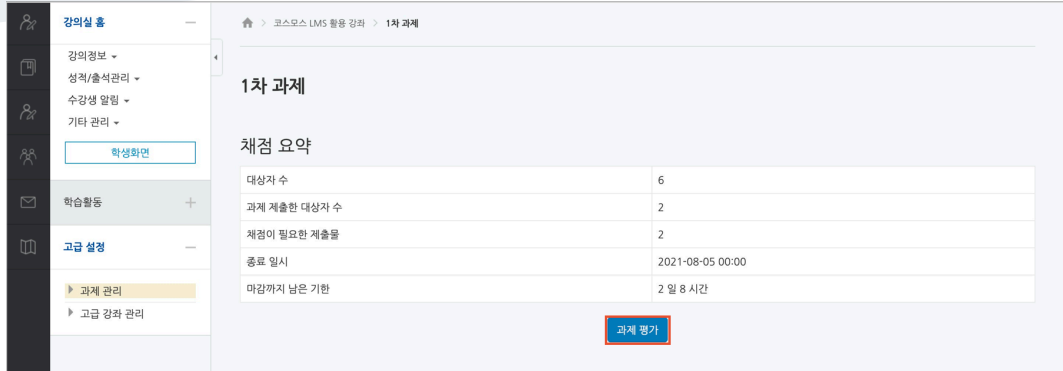 강의실 홈
강의정보
성적/출석관리
수강생 알림
기타 관리
학생화면
학습활동
고급 설정
과제 관리
고급 강좌 관리
코스모스 LMS 활용 강좌 > 1차 과제
1차 과제
채점 요약
대상자 수 6
과제 제출한 대상자 수 2
채점이 필요한 제출물 2
종료 일시 2021-08-05 00:00
마감까지 남은 기한 2 일 8 시간
과제 평가